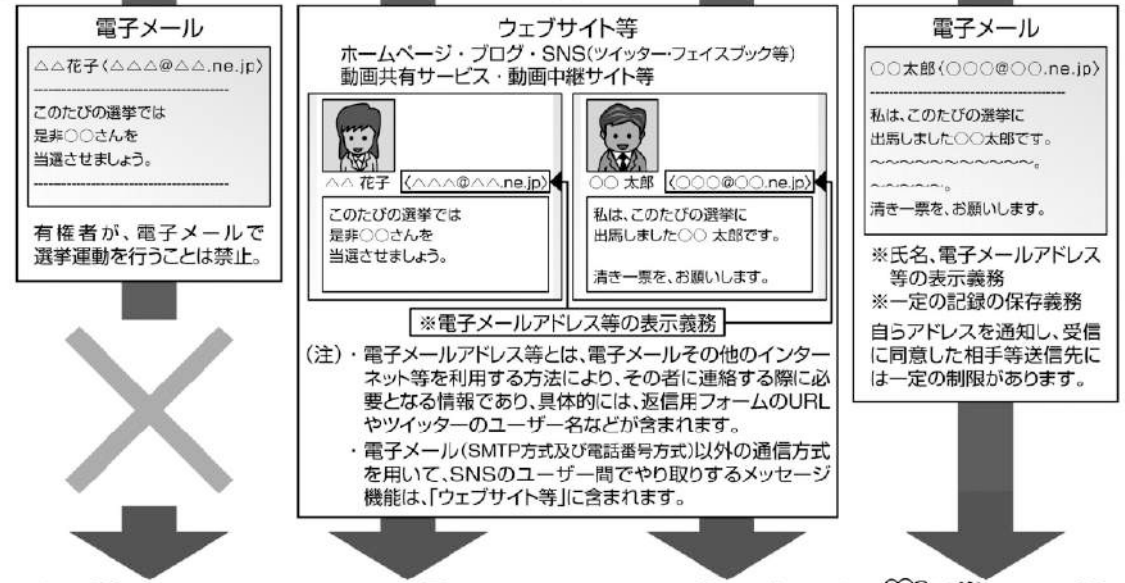 電子メール
△△花子〈△△△@△△.ne.jp〉
このたびの選挙では
是非○○さんを
当選させましょう。
有権者が、電子メールで
選挙運動を行うことは禁止。
ウェブサイト等
ホームページ・ブログ・SNS(ツイッター・フェイスブック等)
動画共有サービス・動画中継サイト等
△△ 花子 〈△△△@△△.ne.jp〉
このたびの選挙では
是非○○さんを
当選させましょう。
○○ 太郎 〈○○○@○○.ne.jp〉
私は、このたびの選挙に
出馬しました○○ 太郎です。
清き一票を、お願いします。
※電子メールアドレス等の表示義務
(注)・電子メールアドレス等とは、電子メールその他のインター
ネット等を利用する方法により、その者に連絡する際に必
要となる情報であり、具体的には、返信用フォームのURL
やツイッターのユーザー名などが含まれます。
・電子メール(SMTP方式及び電話番号方式)以外の通信方式
を用いて、SNSのユーザー間でやり取りするメッセージ
機能は、「ウェブサイト等」に含まれます。
電子メール
○○太郎〈○○○@○○.ne.jp〉
私は、このたびの選挙に
出馬しました○○太郎です。
〜〜〜〜〜〜〜〜〜〜。
〜〜〜〜〜。
清き一票を、お願いします。
※氏名、電子メールアドレス
等の表示義務
※一定の記録の保存義務
自らアドレスを通知し、受信
に同意した相手等送信先に
は一定の制限があります。